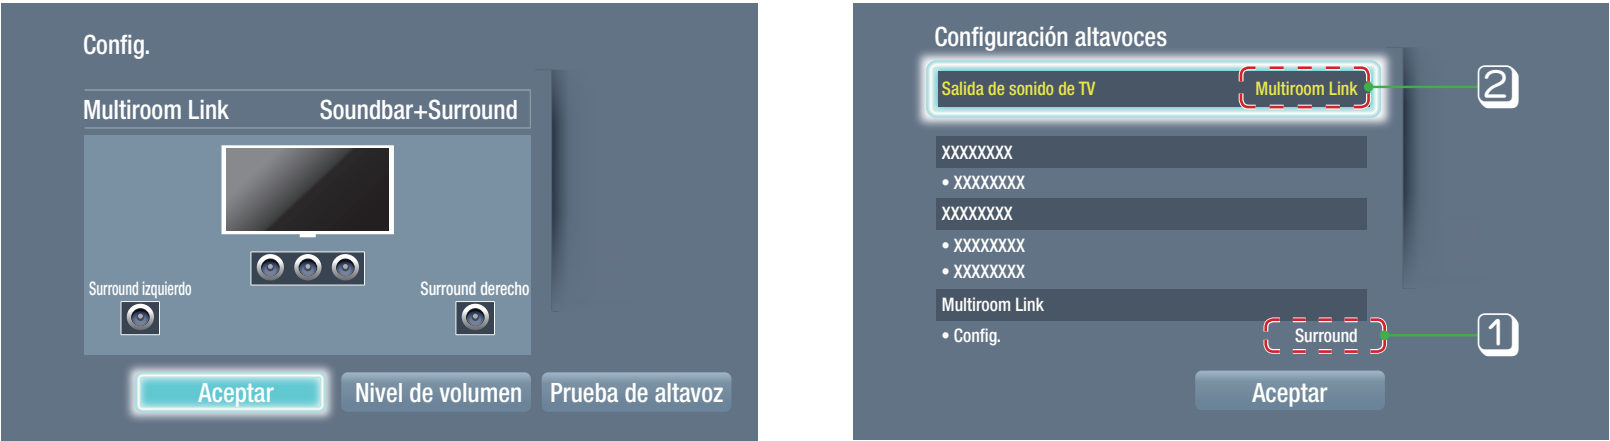 Config.
Multiroom Link Soundbar+Surround
Surround izquierdo
Surround derecho
Aceptar
Nivel de volumen
Prueba de altavoz
Configuración altavoces
Salida de sonido de TV Multiroom Link
2
XXXXXXXX
• XXXXXXXX
XXXXXXXX
• XXXXXXXX
• XXXXXXXX
Multiroom Link
• Config. Surround
1
Aceptar